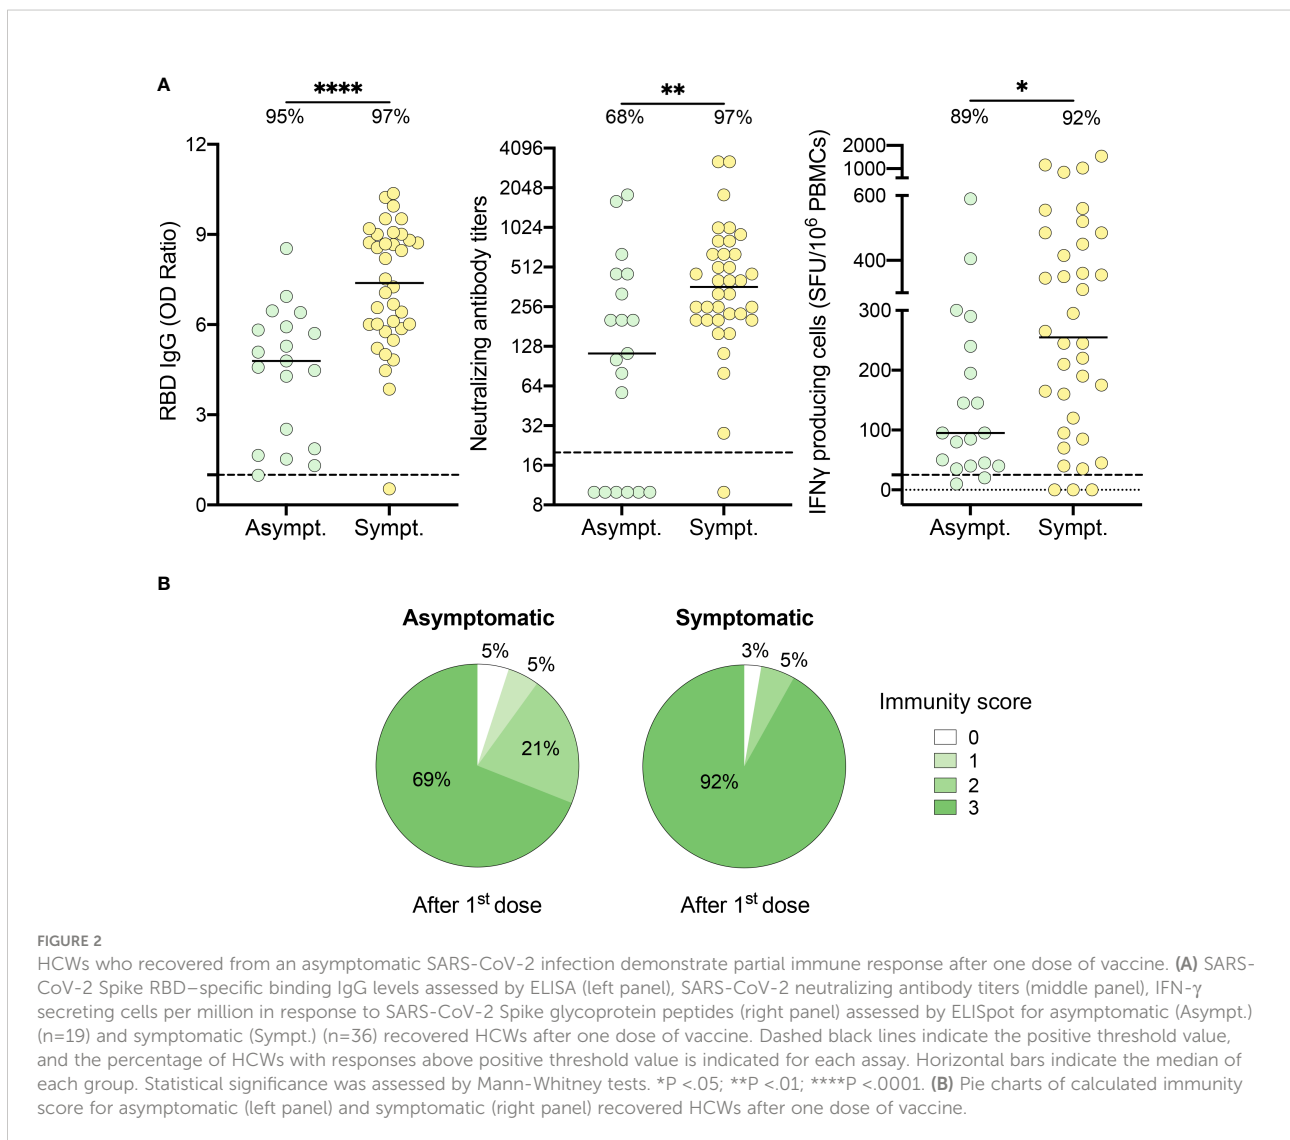 A
****
95%
97%
12
9
6
3
0
RBD IgG (OD Ratio)
Asympt.
Sympt.
**
68%
97%
4096
2048
1024
512
256
128
64
32
16
8
Neutralizing antibody titers
Asympt.
Sympt.
*
89%
92%
2000
1000
600
400
300
200
100
0
IFNγ producing cells (SFU/10⁶ PBMCs)
Asympt.
Sympt.
B
Asymptomatic
5%
5%
21%
69%
After 1ˢᵗ dose
Symptomatic
3%
5%
92%
After 1ˢᵗ dose
Immunity score
0
1
2
3
FIGURE 2
HCWs who recovered from an asymptomatic SARS-CoV-2 infection demonstrate partial immune response after one dose of vaccine. (A) SARS-
CoV-2 Spike RBD–specific binding IgG levels assessed by ELISA (left panel), SARS-CoV-2 neutralizing antibody titers (middle panel), IFN-γ
secreting cells per million in response to SARS-CoV-2 Spike glycoprotein peptides (right panel) assessed by ELISpot for asymptomatic (Asympt.)
(n=19) and symptomatic (Sympt.) (n=36) recovered HCWs after one dose of vaccine. Dashed black lines indicate the positive threshold value,
and the percentage of HCWs with responses above positive threshold value is indicated for each assay. Horizontal bars indicate the median of
each group. Statistical significance was assessed by Mann-Whitney tests. *P <.05; **P <.01; ****P <.0001. (B) Pie charts of calculated immunity
score for asymptomatic (left panel) and symptomatic (right panel) recovered HCWs after one dose of vaccine.